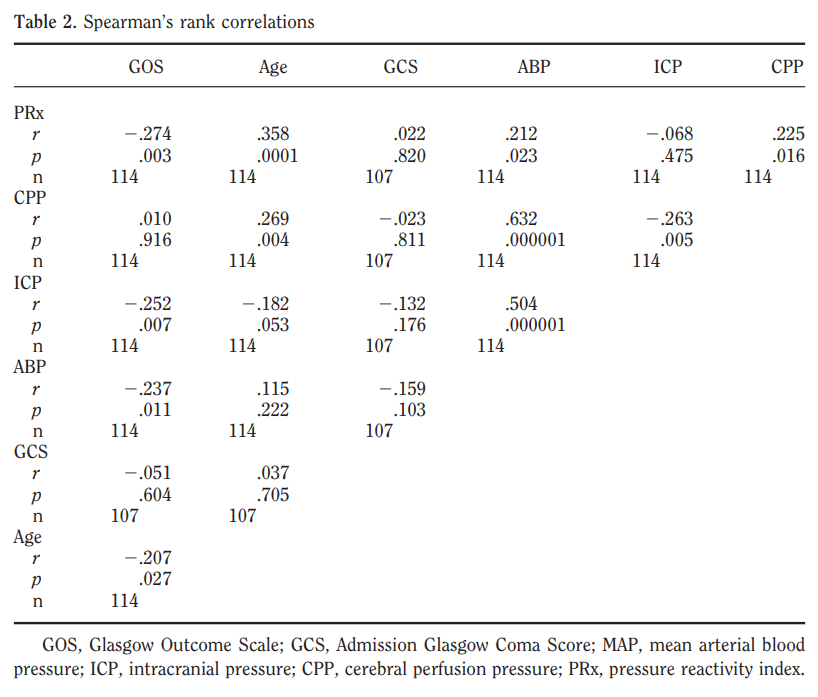 Table 2. Spearman's rank correlations
GOS Age GCS ABP ICP CPP
PRx
r −.274 .358 .022 .212 −.068 .225
p .003 .0001 .820 .023 .475 .016
n 114 114 107 114 114 114
CPP
r .010 .269 −.023 .632 −.263
p .916 .004 .811 .000001 .005
n 114 114 107 114 114
ICP
r −.252 −.182 −.132 .504
p .007 .053 .176 .000001
n 114 114 107 114
ABP
r −.237 .115 −.159
p .011 .222 .103
n 114 114 107
GCS
r −.051 .037
p .604 .705
n 107 107
Age
r −.207
p .027
n 114
GOS, Glasgow Outcome Scale; GCS, Admission Glasgow Coma Score; MAP, mean arterial blood
pressure; ICP, intracranial pressure; CPP, cerebral perfusion pressure; PRx, pressure reactivity index.